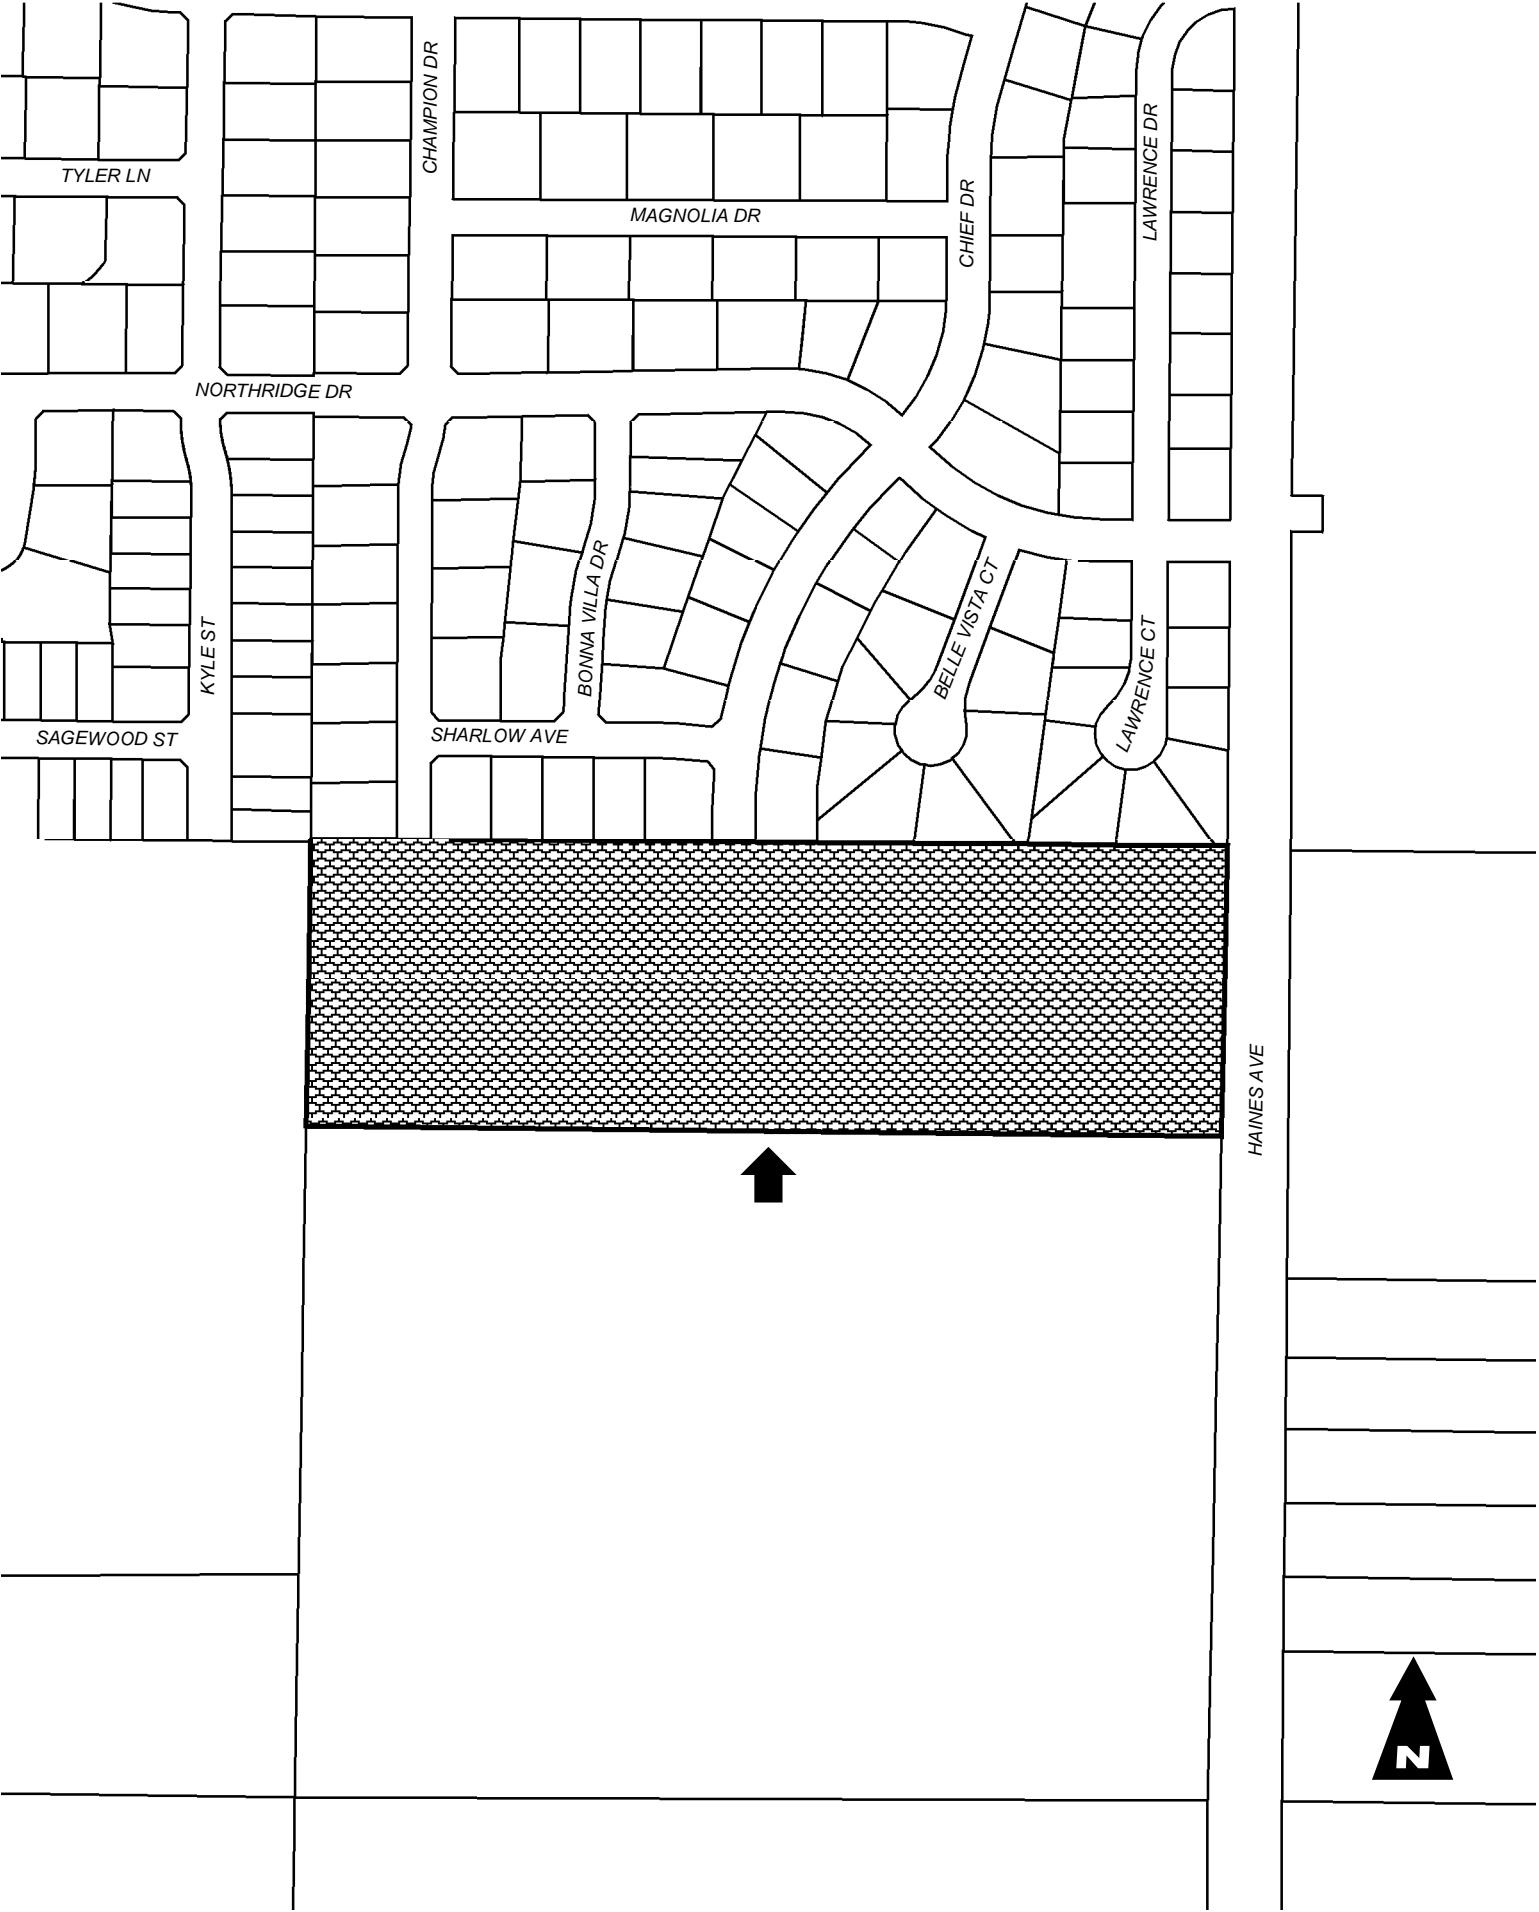 CHAMPION DR
LAWRENCE DR
TYLER LN
MAGNOLIA DR
CHIEF DR
NORTHRIDGE DR
BONNA VILLA DR
BELLE VISTA CT
KYLE ST
LAWRENCE CT
SAGEWOOD ST
SHARLOW AVE
HAINES AVE
N